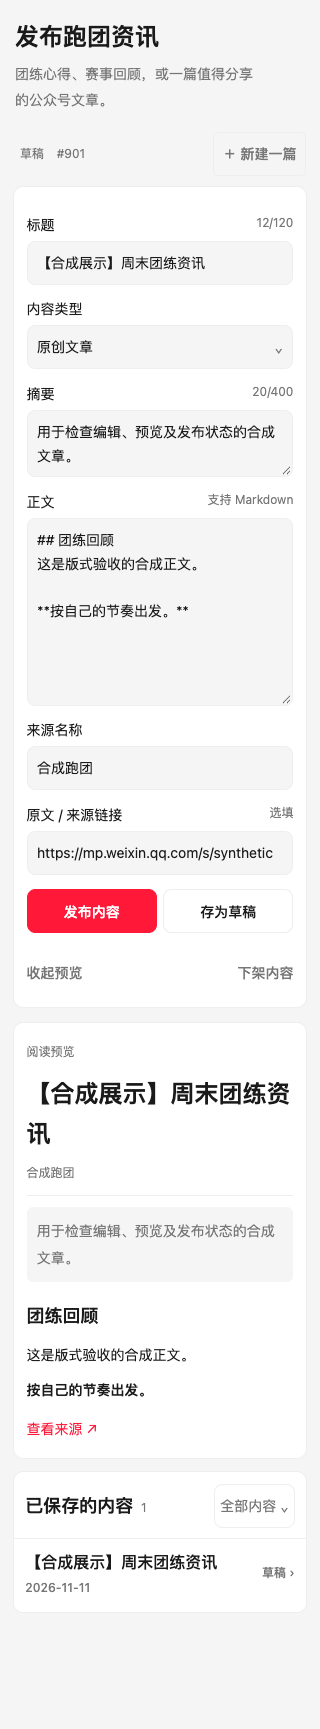 发布跑团资讯
团练心得、赛事回顾，或一篇值得分享
的公众号文章。
草稿 #901
+ 新建一篇
标题 12/120
【合成展示】周末团练资讯
内容类型
原创文章
摘要 20/400
用于检查编辑、预览及发布状态的合成
文章。
正文 支持 Markdown
## 团练回顾
这是版式验收的合成正文。
**按自己的节奏出发。**
来源名称
合成跑团
原文 / 来源链接 选填
https://mp.weixin.qq.com/s/synthetic
发布内容 存为草稿
收起预览 下架内容
阅读预览
【合成展示】周末团练资
讯
合成跑团
用于检查编辑、预览及发布状态的合成
文章。
团练回顾
这是版式验收的合成正文。
按自己的节奏出发。
查看来源 ↗
已保存的内容 1 全部内容
【合成展示】周末团练资讯
2026-11-11
草稿 ›